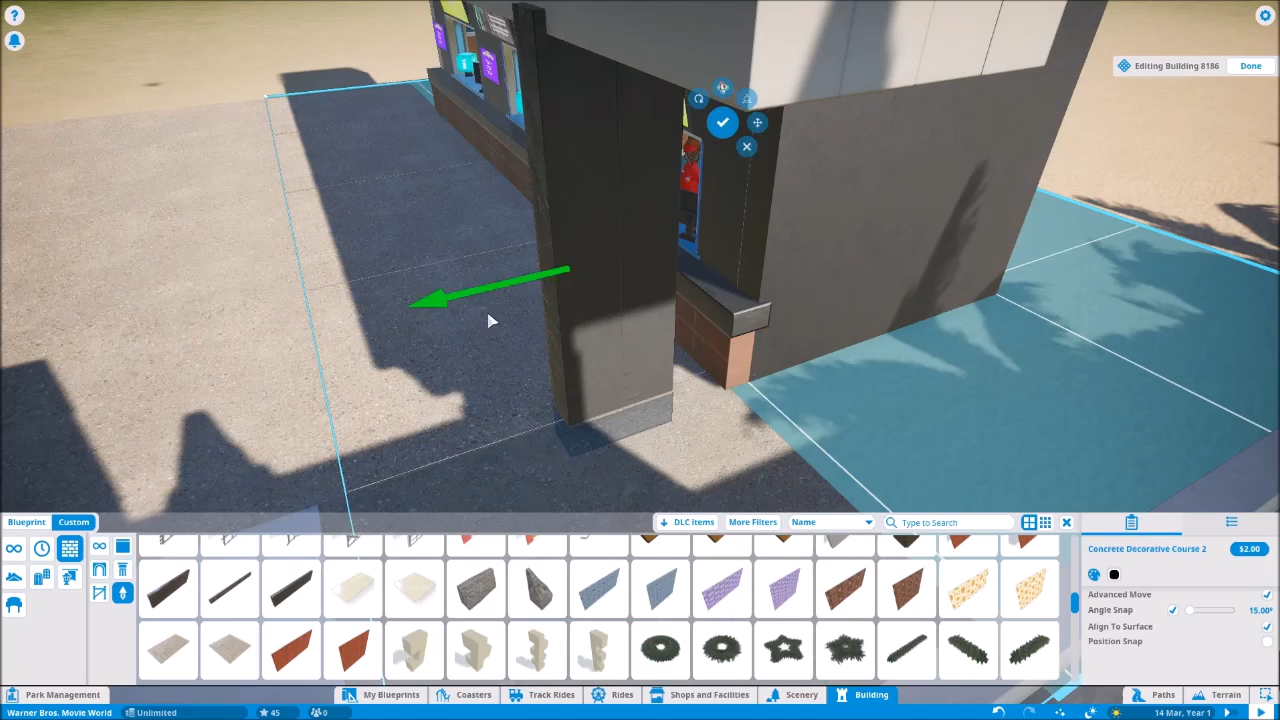 Editing Building 8186
Done
Blueprint
Custom
DLC items
More Filters
Name
Type to Search
Concrete Decorative Course 2
$2.00
Advanced Move
Angle Snap
15.00°
Align To Surface
Position Snap
Park Management
My Blueprints
Coasters
Track Rides
Rides
Shops and Facilities
Scenery
Building
Paths
Terrain
Warner Bros. Movie World
Unlimited
45
0
14 Mar, Year 1